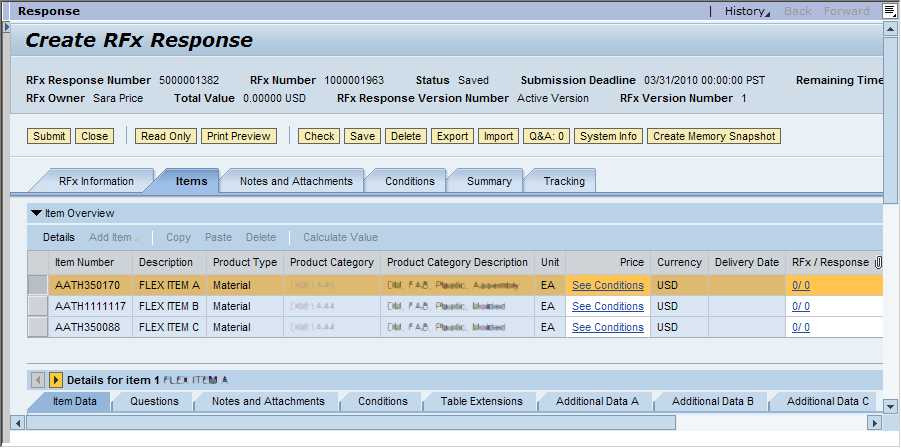 Response History Back Forward
Create RFx Response
RFx Response Number 5000001382 RFx Number 1000001963 Status Saved Submission Deadline 03/31/2010 00:00:00 PST Remaining Time
RFx Owner Sara Price Total Value 0.00000 USD RFx Response Version Number Active Version RFx Version Number 1
Submit Close Read Only Print Preview Check Save Delete Export Import Q&A: 0 System Info Create Memory Snapshot
RFx Information Items Notes and Attachments Conditions Summary Tracking
Item Overview
Details Add Item Copy Paste Delete Calculate Value
Item Number Description Product Type Product Category Product Category Description Unit Price Currency Delivery Date RFx / Response
AATH350170 FLEX ITEM A Material Plastic, Assembly EA See Conditions USD 0/ 0
AATH1111117 FLEX ITEM B Material Plastic, Molded EA See Conditions USD 0/ 0
AATH350088 FLEX ITEM C Material Plastic, Molded EA See Conditions USD 0/ 0
Details for item 1 FLEX ITEM A
Item Data Questions Notes and Attachments Conditions Table Extensions Additional Data A Additional Data B Additional Data C